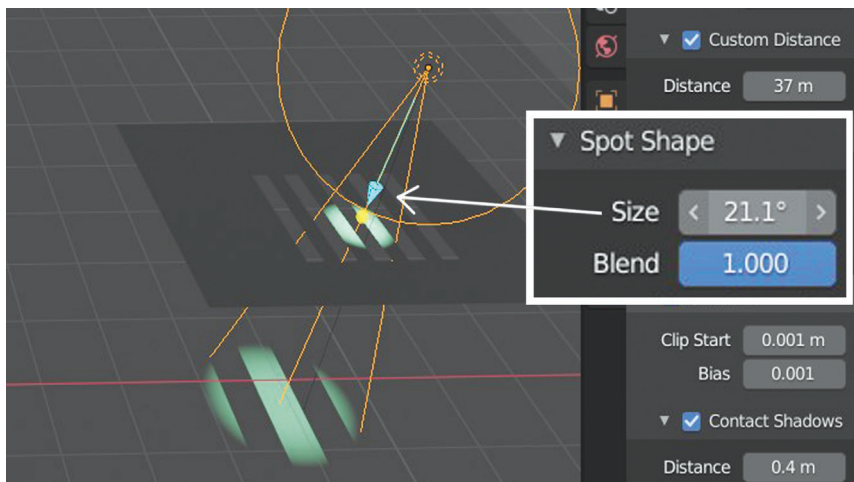 Custom Distance
Distance 37 m
Spot Shape
Size 21.1°
Blend 1.000
Clip Start 0.001 m
Bias 0.001
Contact Shadows
Distance 0.4 m